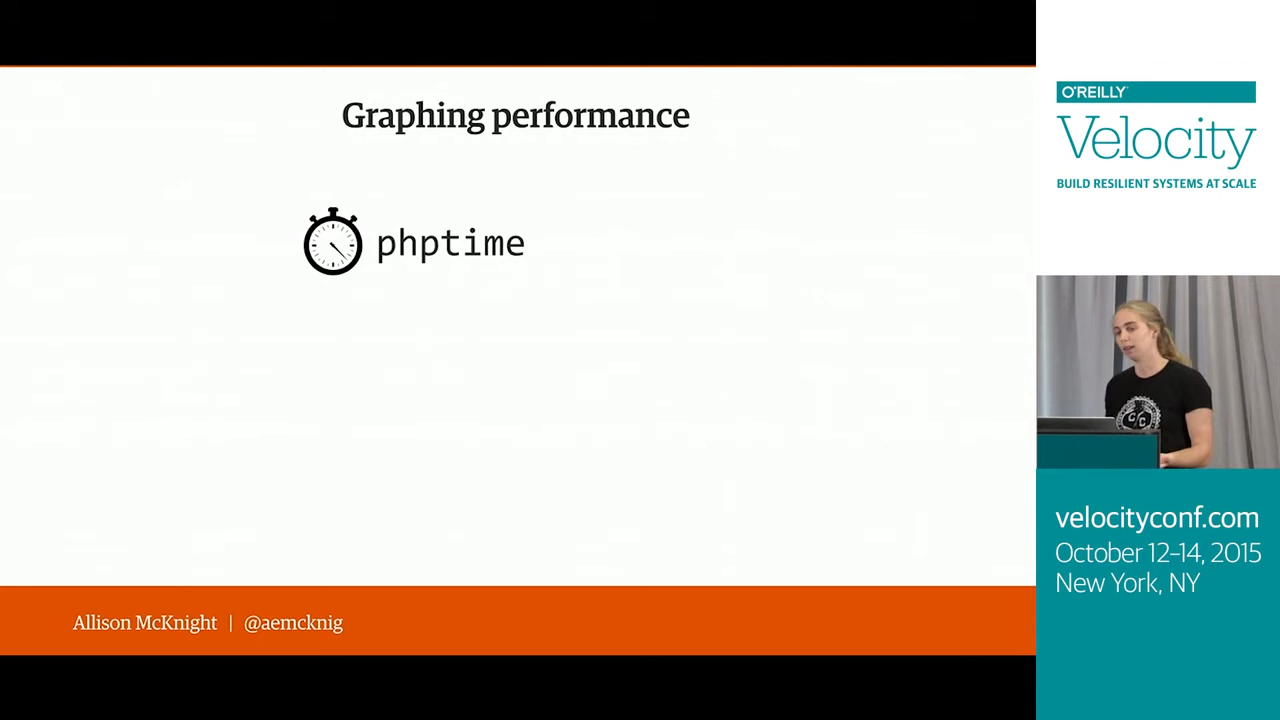 Graphing performance
phptime
Allison McKnight | @aemcknig
O'REILLY
Velocity
BUILD RESILIENT SYSTEMS AT SCALE
C/C
velocityconf.com
October 12–14, 2015
New York, NY